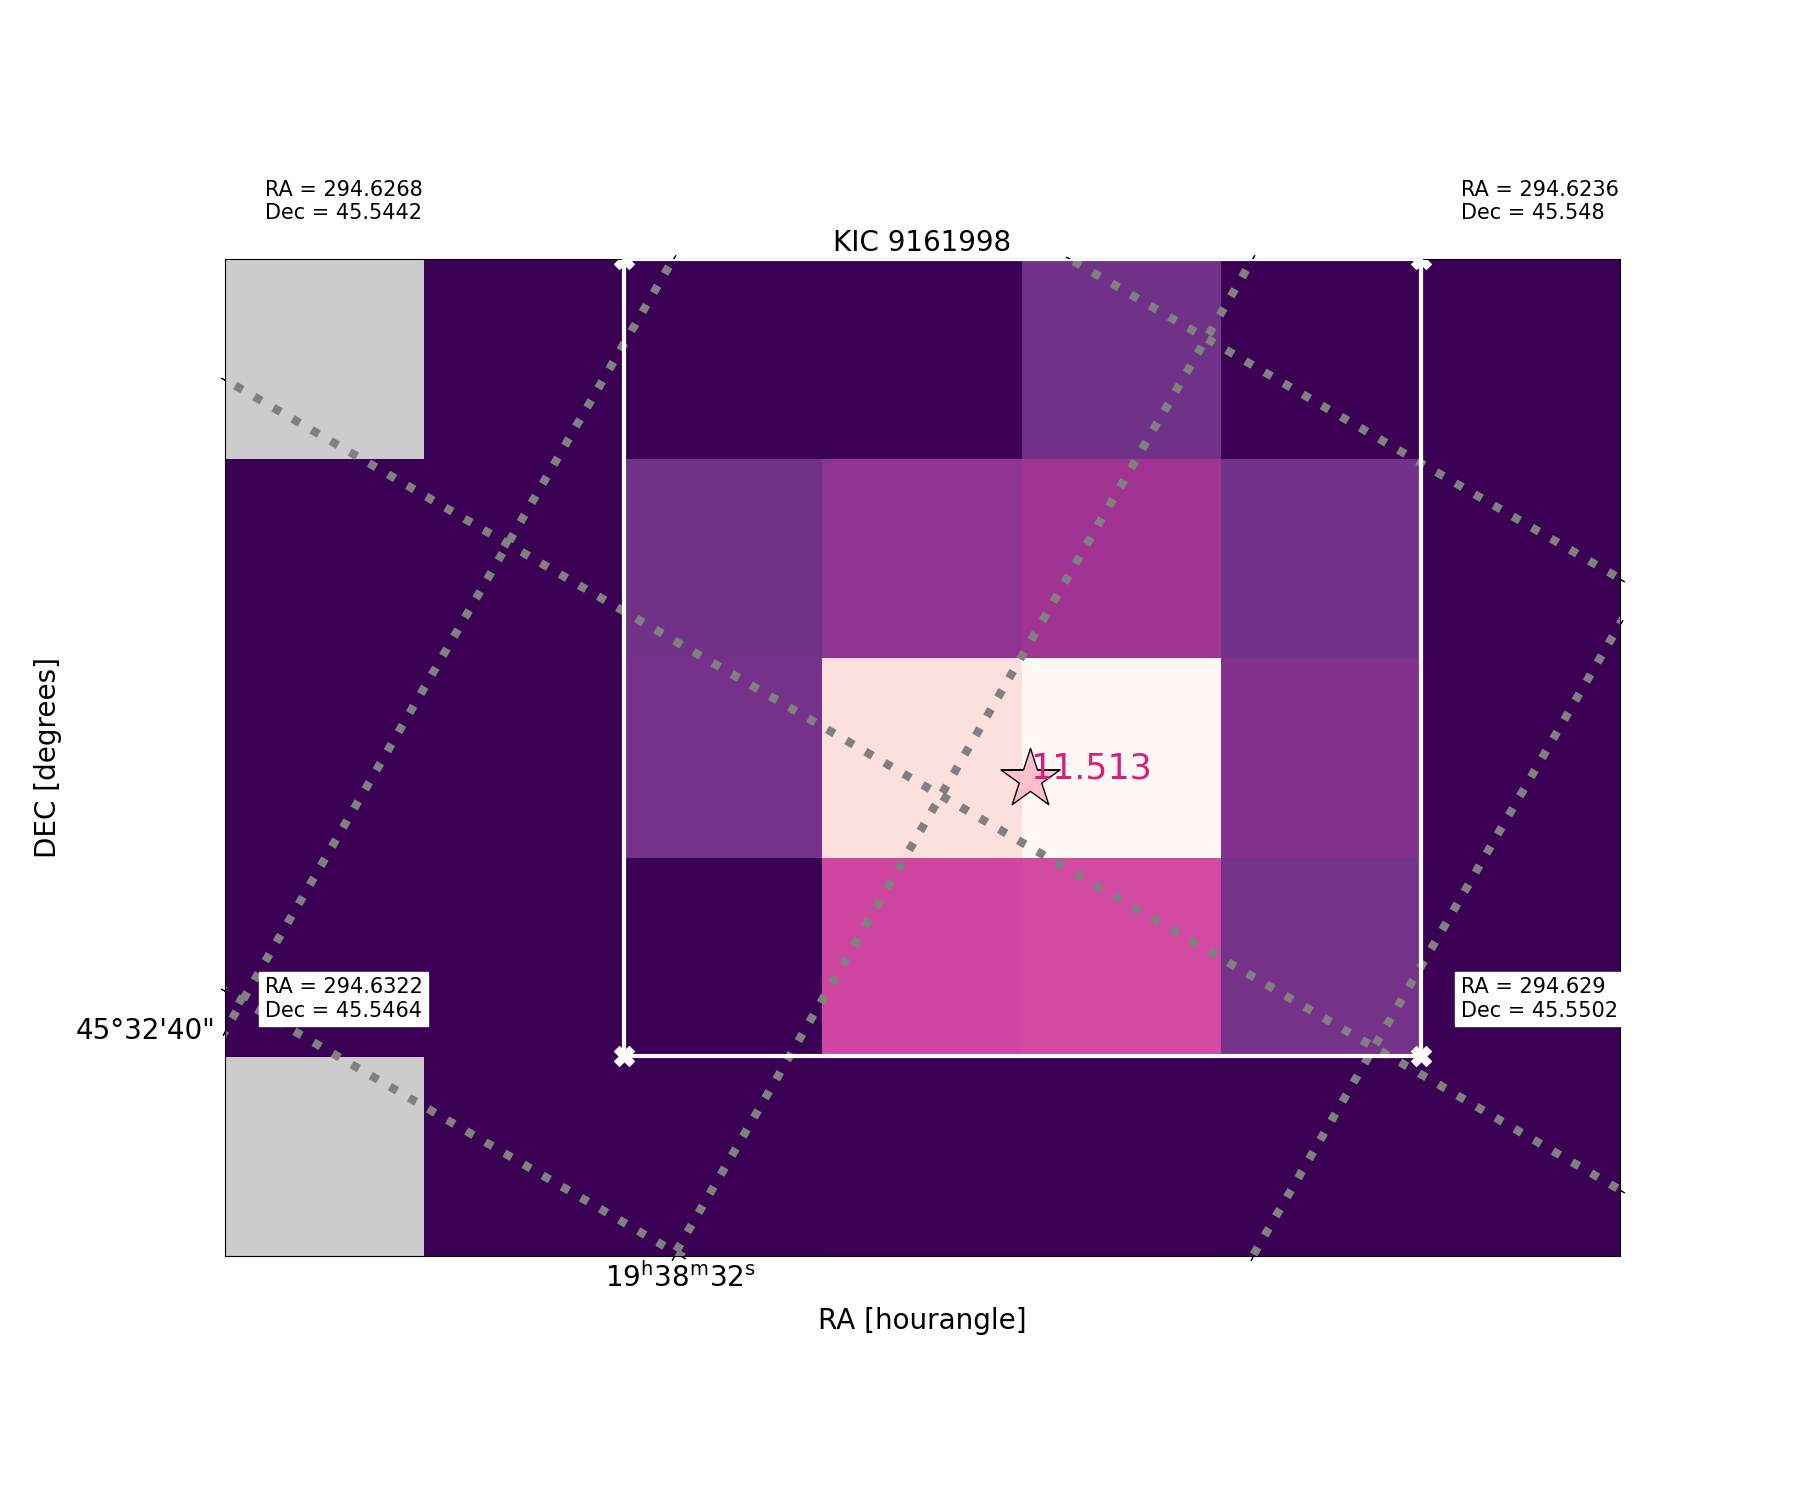 RA = 294.6268
Dec = 45.5442
RA = 294.6236
Dec = 45.548
KIC 9161998
DEC [degrees]
11.513
RA = 294.6322
Dec = 45.5464
RA = 294.629
Dec = 45.5502
45°32'40"
19ʰ38ᵐ32ˢ
RA [hourangle]